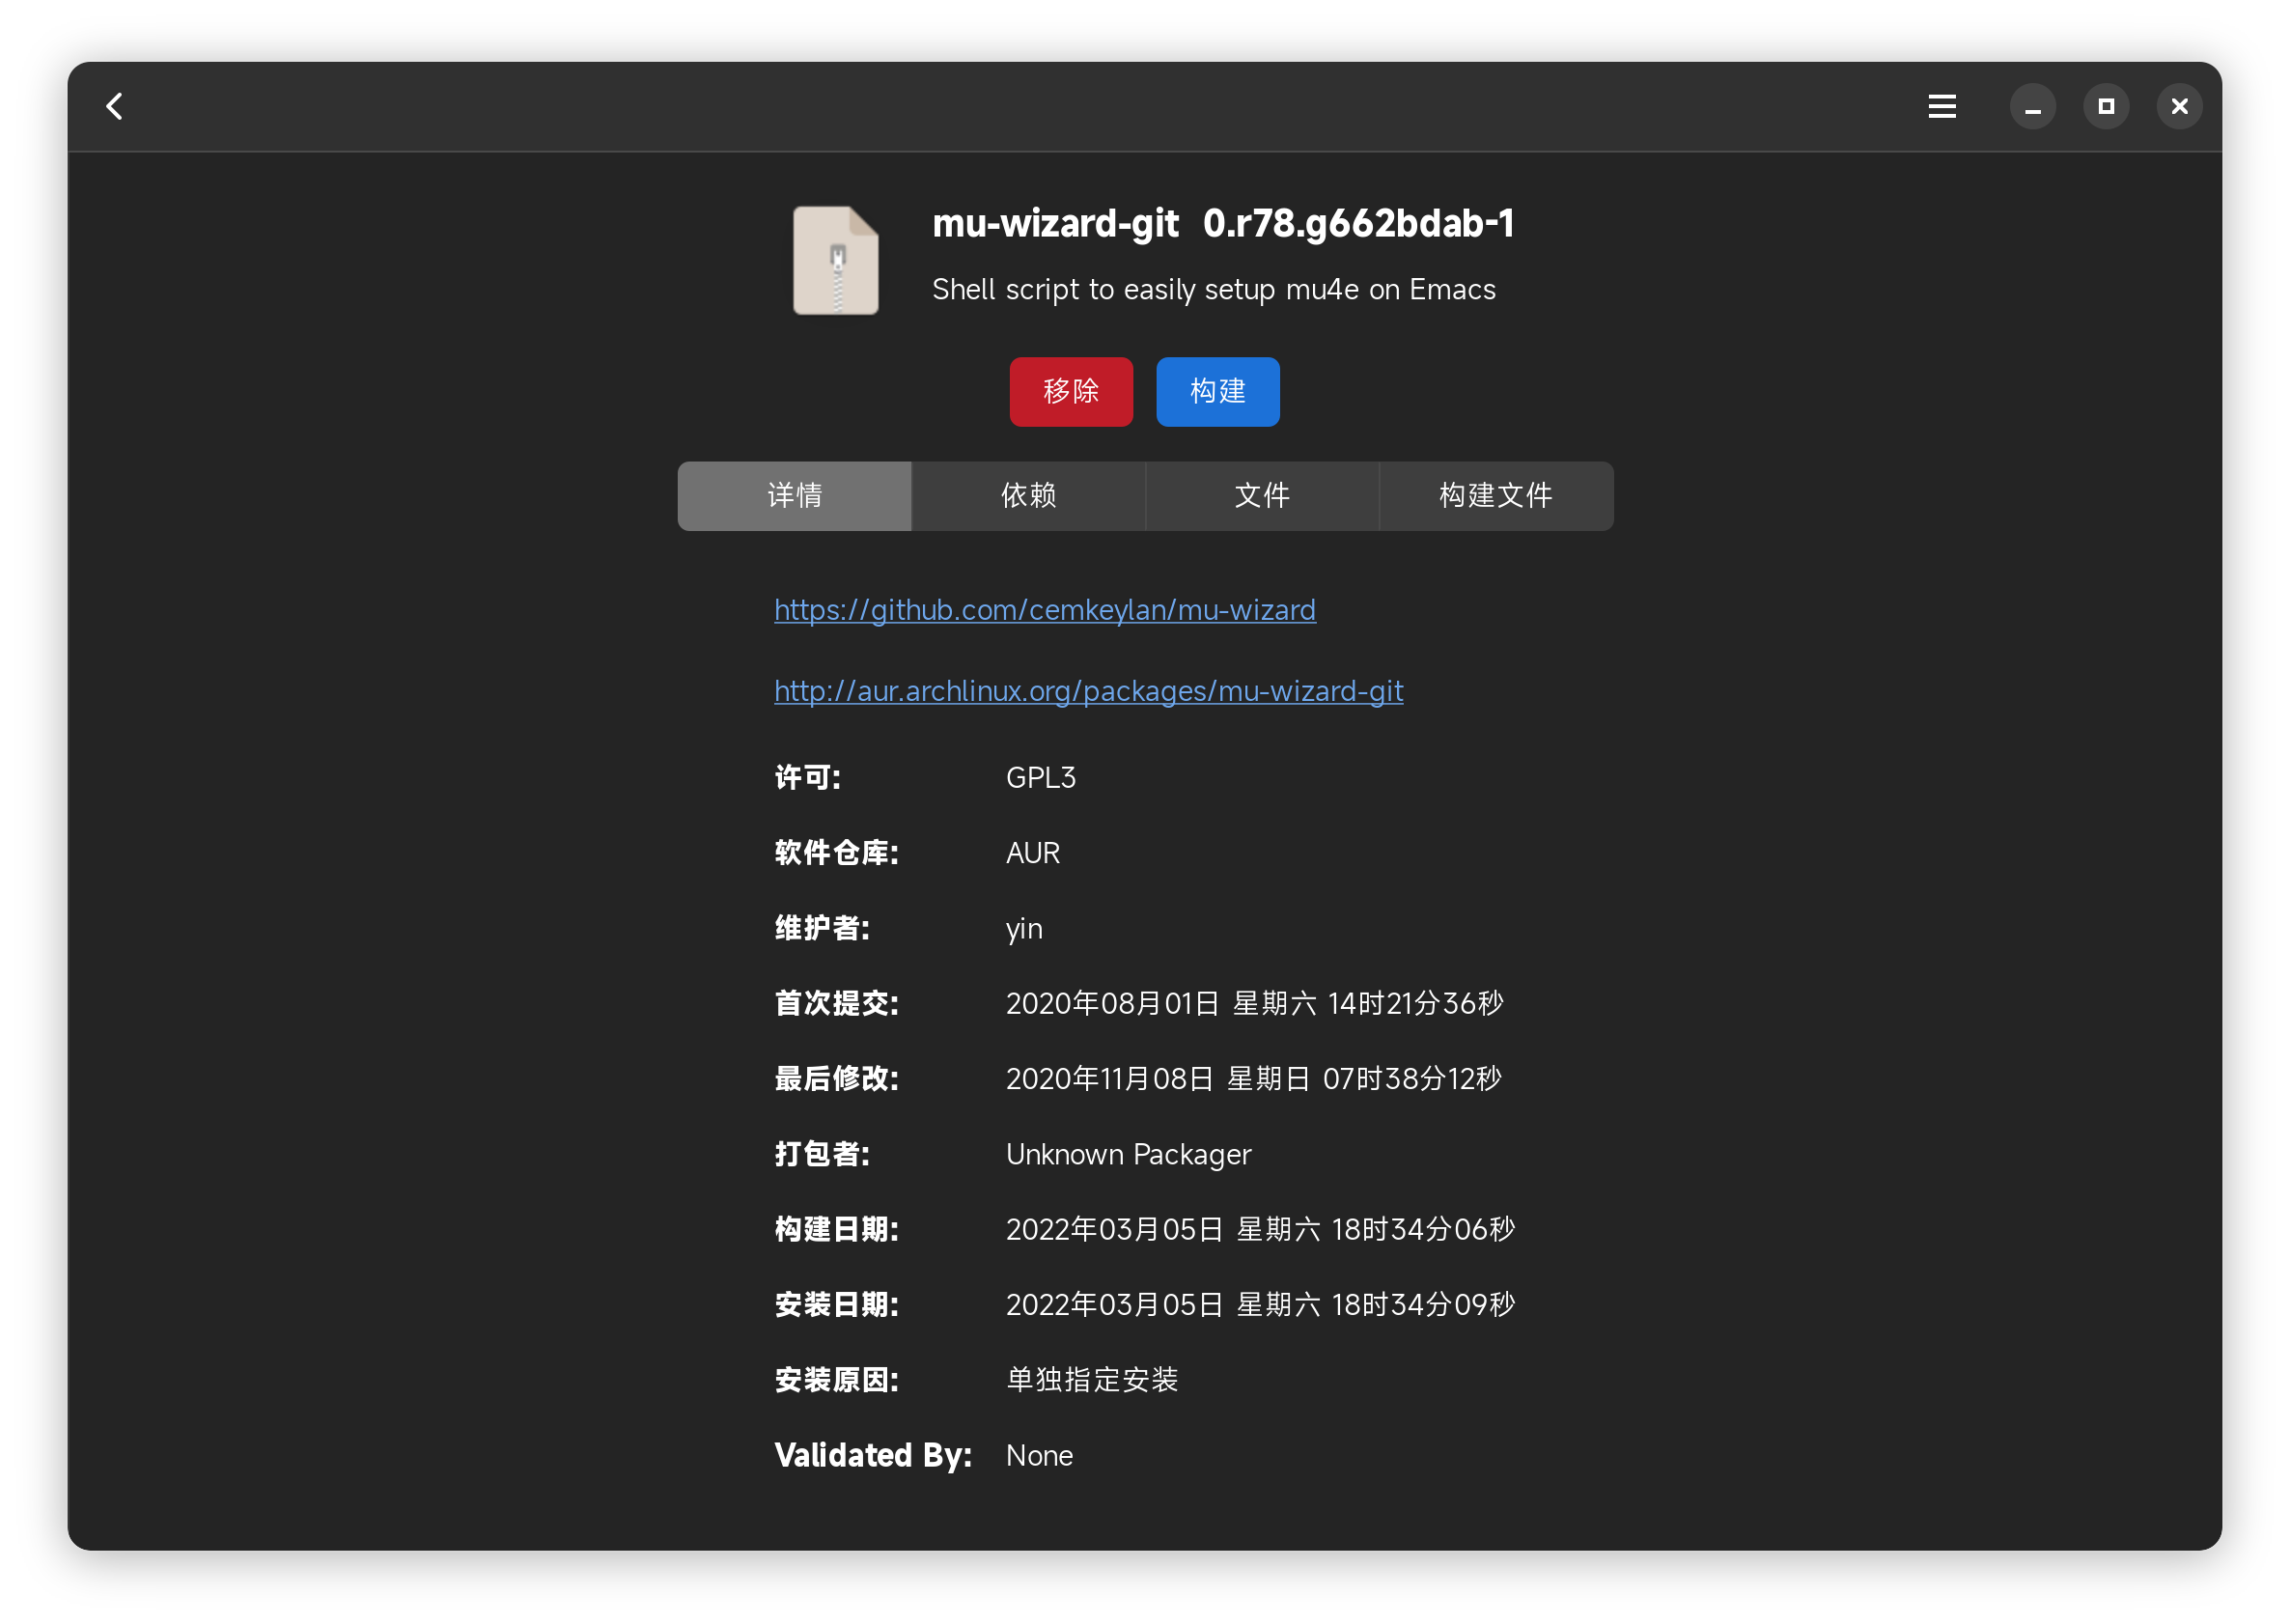 mu-wizard-git 0.r78.g662bdab-1
Shell script to easily setup mu4e on Emacs
移除 构建
详情 依赖 文件 构建文件
https://github.com/cemkeylan/mu-wizard
http://aur.archlinux.org/packages/mu-wizard-git
许可: GPL3
软件仓库: AUR
维护者: yin
首次提交: 2020年08月01日 星期六 14时21分36秒
最后修改: 2020年11月08日 星期日 07时38分12秒
打包者: Unknown Packager
构建日期: 2022年03月05日 星期六 18时34分06秒
安装日期: 2022年03月05日 星期六 18时34分09秒
安装原因: 单独指定安装
Validated By: None